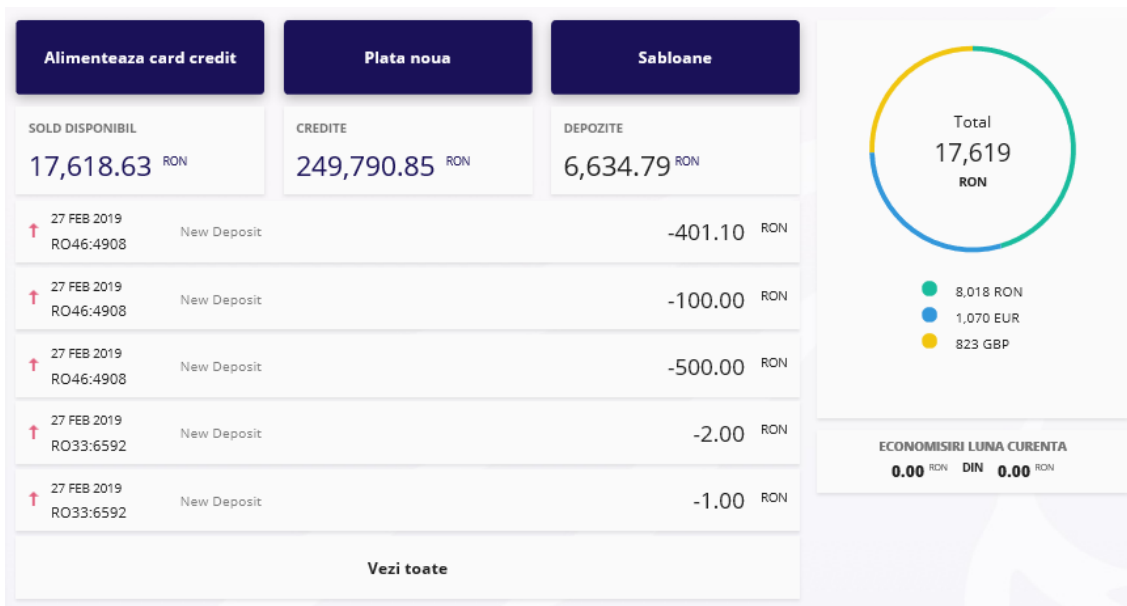 Alimenteaza card credit
Plata noua
Sabloane
SOLD DISPONIBIL
17,618.63 RON
CREDITE
249,790.85 RON
DEPOZITE
6,634.79 RON
27 FEB 2019
RO46:4908
New Deposit
-401.10 RON
27 FEB 2019
RO46:4908
New Deposit
-100.00 RON
27 FEB 2019
RO46:4908
New Deposit
-500.00 RON
27 FEB 2019
RO33:6592
New Deposit
-2.00 RON
27 FEB 2019
RO33:6592
New Deposit
-1.00 RON
Vezi toate
Total
17,619
RON
8,018 RON
1,070 EUR
823 GBP
ECONOMISIRI LUNA CURENTA
0.00 RON DIN 0.00 RON